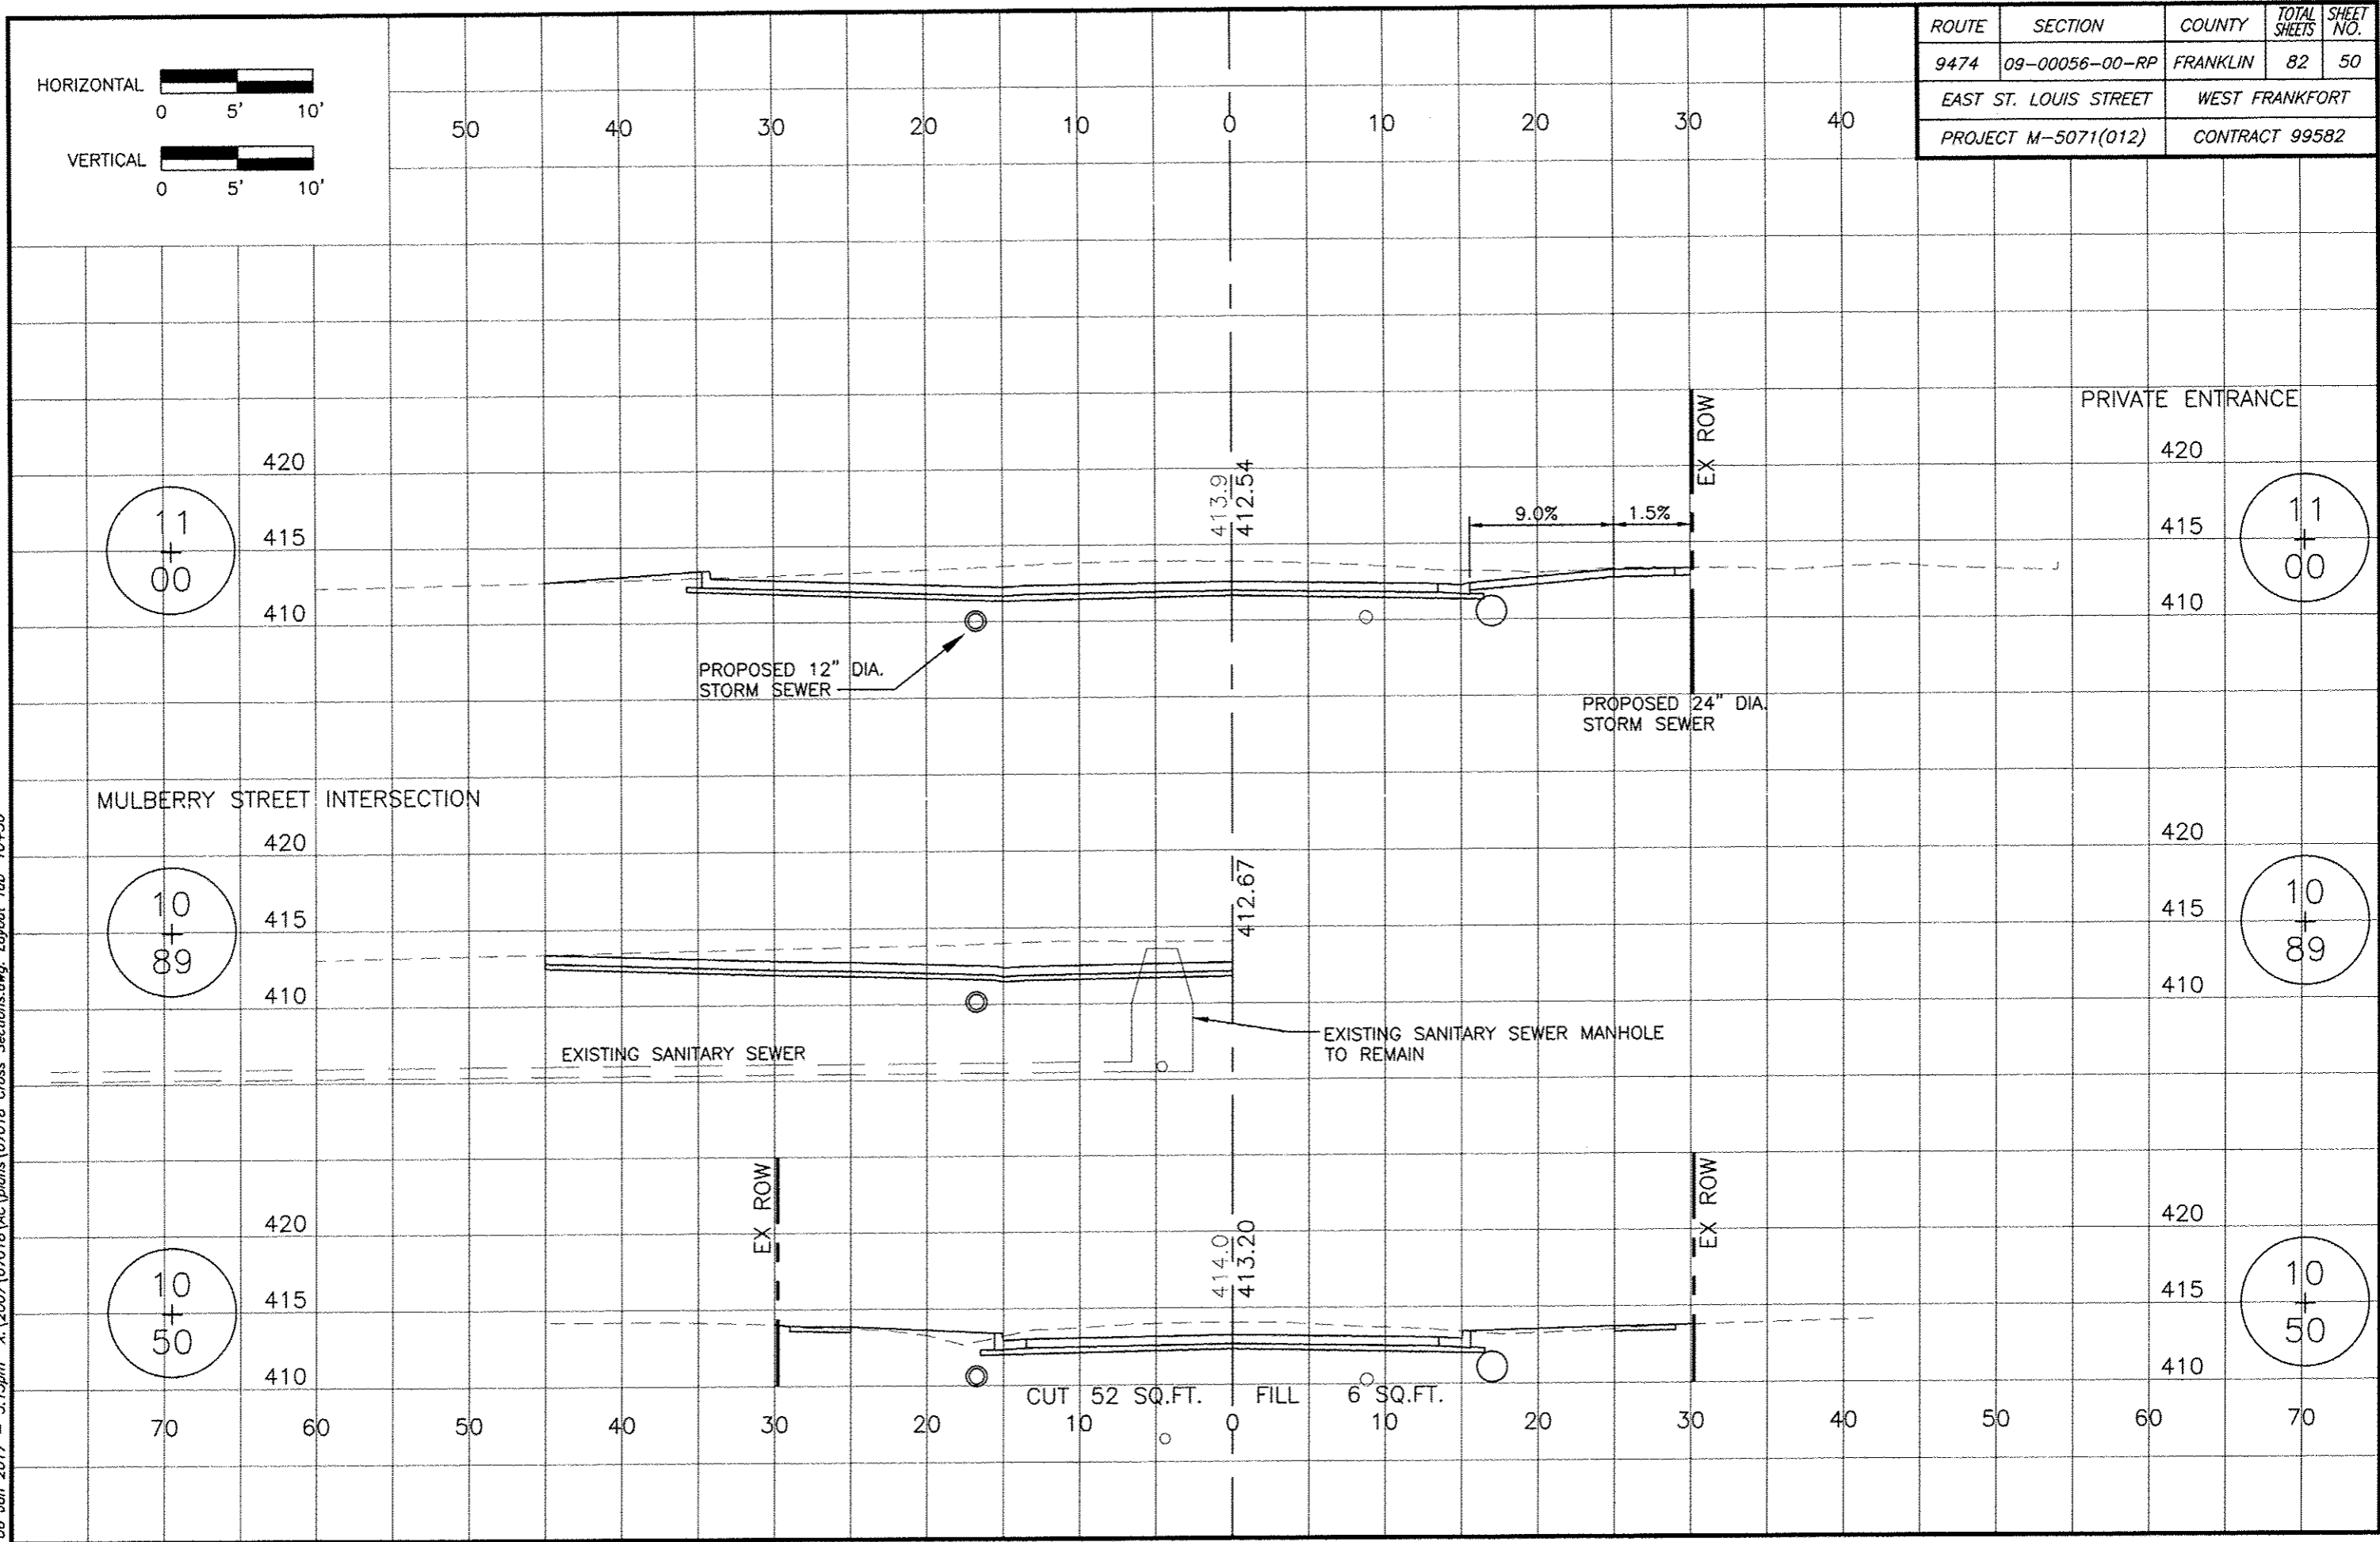 ROUTE SECTION COUNTY TOTAL SHEETS SHEET NO.
9474 09-00056-00-RP FRANKLIN 82 50
EAST ST. LOUIS STREET WEST FRANKFORT
PROJECT M-5071(012) CONTRACT 99582
HORIZONTAL
0 5' 10'
VERTICAL
0 5' 10'
50 40 30 20 10 0 10 20 30 40
PRIVATE ENTRANCE
EX ROW
420 420
413.9
412.54
9.0% 1.5%
11+00 415 415 11+00
410 410
PROPOSED 12" DIA.
STORM SEWER
PROPOSED 24" DIA.
STORM SEWER
MULBERRY STREET INTERSECTION
420 420
412.67
10+89 415 415 10+89
410 410
EXISTING SANITARY SEWER
EXISTING SANITARY SEWER MANHOLE
TO REMAIN
EX ROW EX ROW
420 420
414.0
413.20
10+50 415 415 10+50
410 410
CUT 52 SQ.FT. FILL 6 SQ.FT.
70 60 50 40 30 20 10 0 10 20 30 40 50 60 70